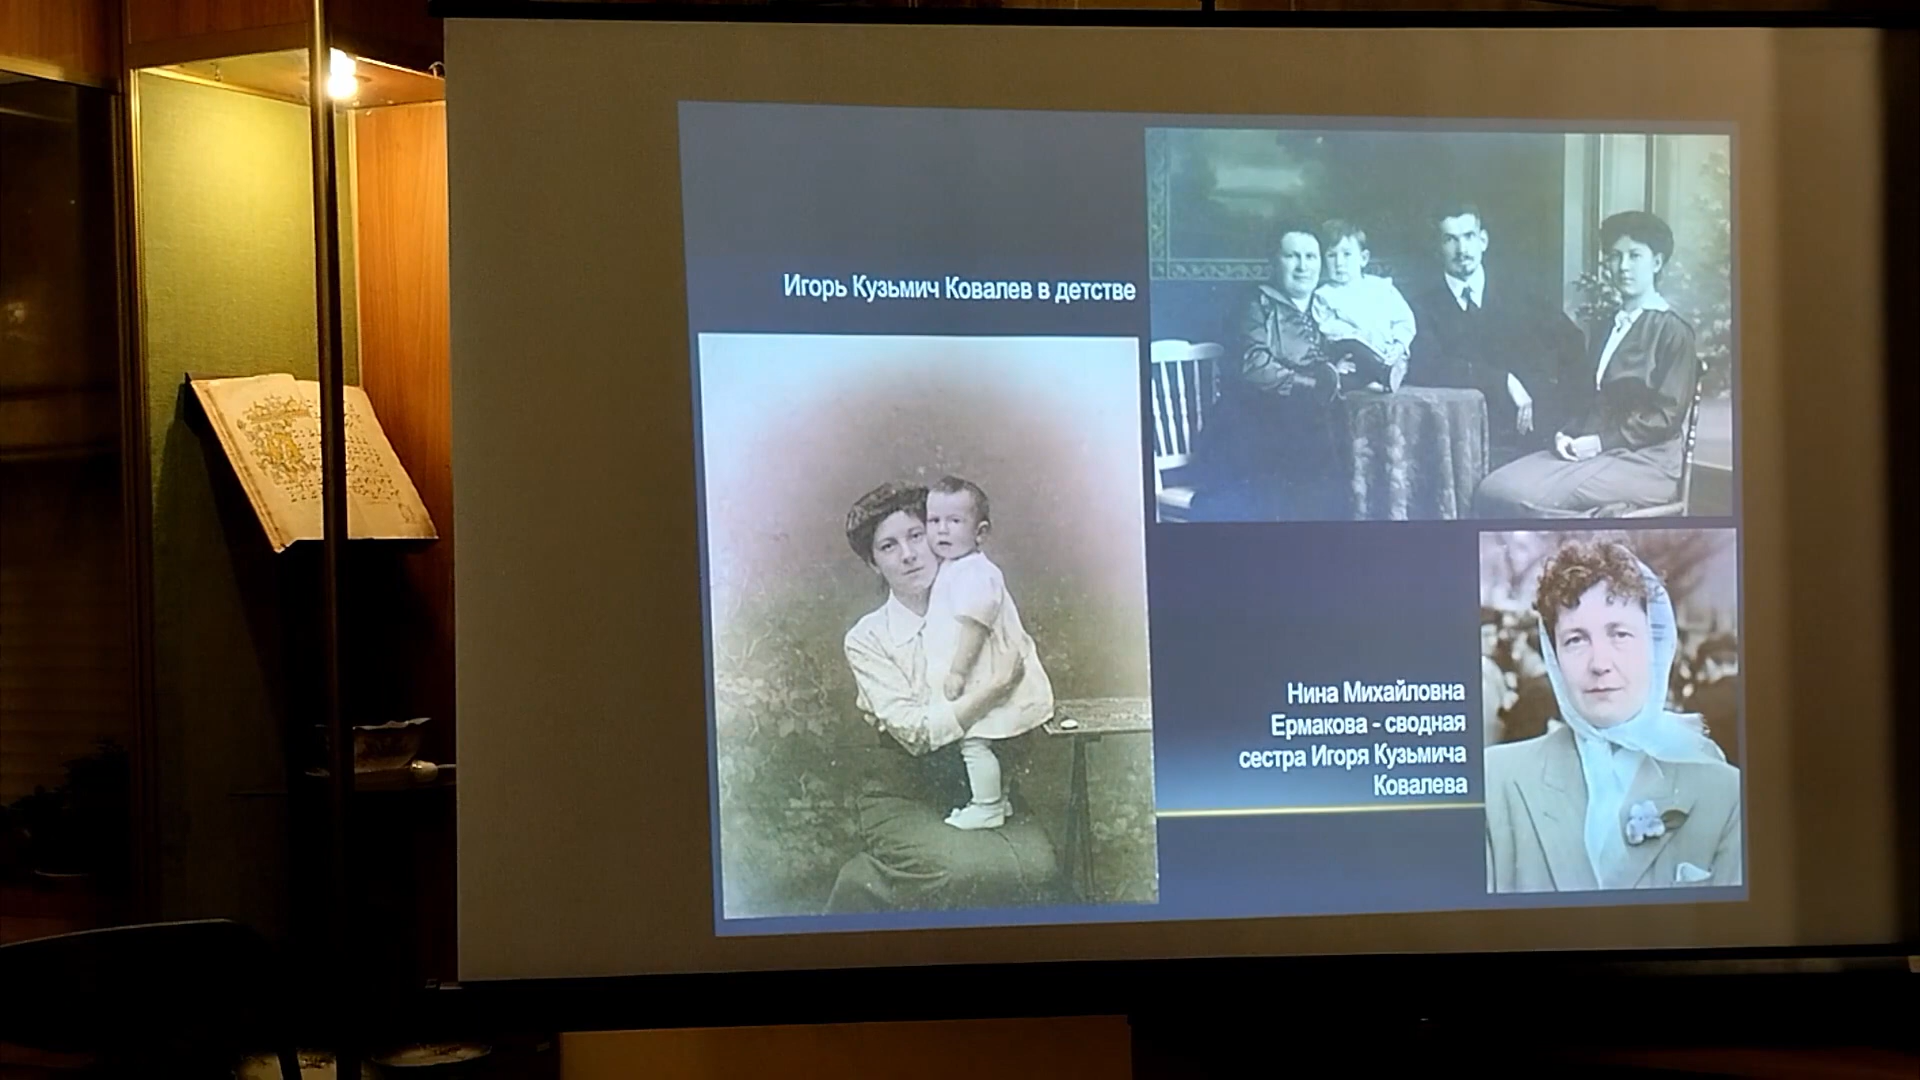 Игорь Кузьмич Ковалев в детстве
Нина Михайловна
Ермакова - сводная
сестра Игоря Кузьмича
Ковалева